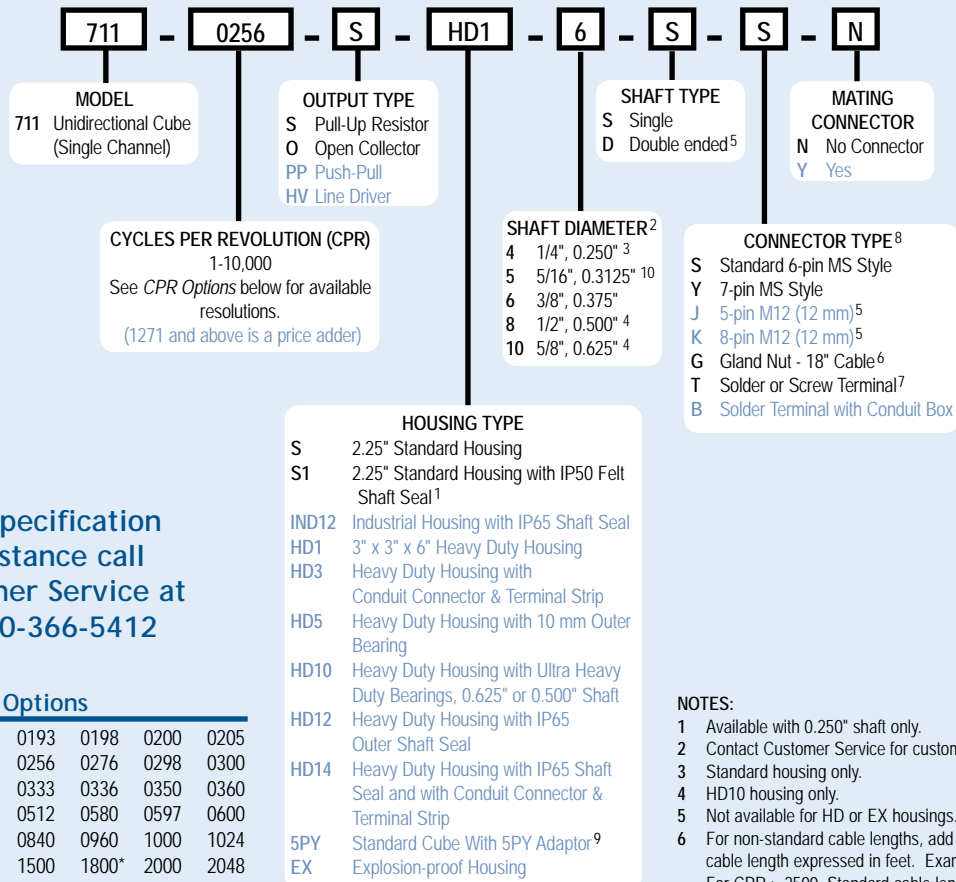 711 - 0256 - S - HD1 - 6 - S - S - N
MODEL
711 Unidirectional Cube
(Single Channel)
CYCLES PER REVOLUTION (CPR)
1-10,000
See CPR Options below for available
resolutions.
(1271 and above is a price adder)
OUTPUT TYPE
S Pull-Up Resistor
O Open Collector
PP Push-Pull
HV Line Driver
HOUSING TYPE
S 2.25" Standard Housing
S1 2.25" Standard Housing with IP50 Felt
Shaft Seal 1
IND12 Industrial Housing with IP65 Shaft Seal
HD1 3" x 3" x 6" Heavy Duty Housing
HD3 Heavy Duty Housing with
Conduit Connector & Terminal Strip
HD5 Heavy Duty Housing with 10 mm Outer
Bearing
HD10 Heavy Duty Housing with Ultra Heavy
Duty Bearings, 0.625" or 0.500" Shaft
HD12 Heavy Duty Housing with IP65
Outer Shaft Seal
HD14 Heavy Duty Housing with IP65 Shaft
Seal and with Conduit Connector &
Terminal Strip
5PY Standard Cube With 5PY Adaptor 9
EX Explosion-proof Housing
SHAFT DIAMETER 2
4 1/4", 0.250" 3
5 5/16", 0.3125" 10
6 3/8", 0.375"
8 1/2", 0.500" 4
10 5/8", 0.625" 4
SHAFT TYPE
S Single
D Double ended 5
CONNECTOR TYPE 8
S Standard 6-pin MS Style
Y 7-pin MS Style
J 5-pin M12 (12 mm) 5
K 8-pin M12 (12 mm) 5
G Gland Nut - 18" Cable 6
T Solder or Screw Terminal 7
B Solder Terminal with Conduit Box
MATING
CONNECTOR
N No Connector
Y Yes
pecification
stance call
ner Service at
0-366-5412
Options
0193 0198 0200 0205
0256 0276 0298 0300
0333 0336 0350 0360
0512 0580 0597 0600
0840 0960 1000 1024
1500 1800* 2000 2048
NOTES:
1 Available with 0.250" shaft only.
2 Contact Customer Service for custom
3 Standard housing only.
4 HD10 housing only.
5 Not available for HD or EX housings.
6 For non-standard cable lengths, add
cable length expressed in feet. Exam